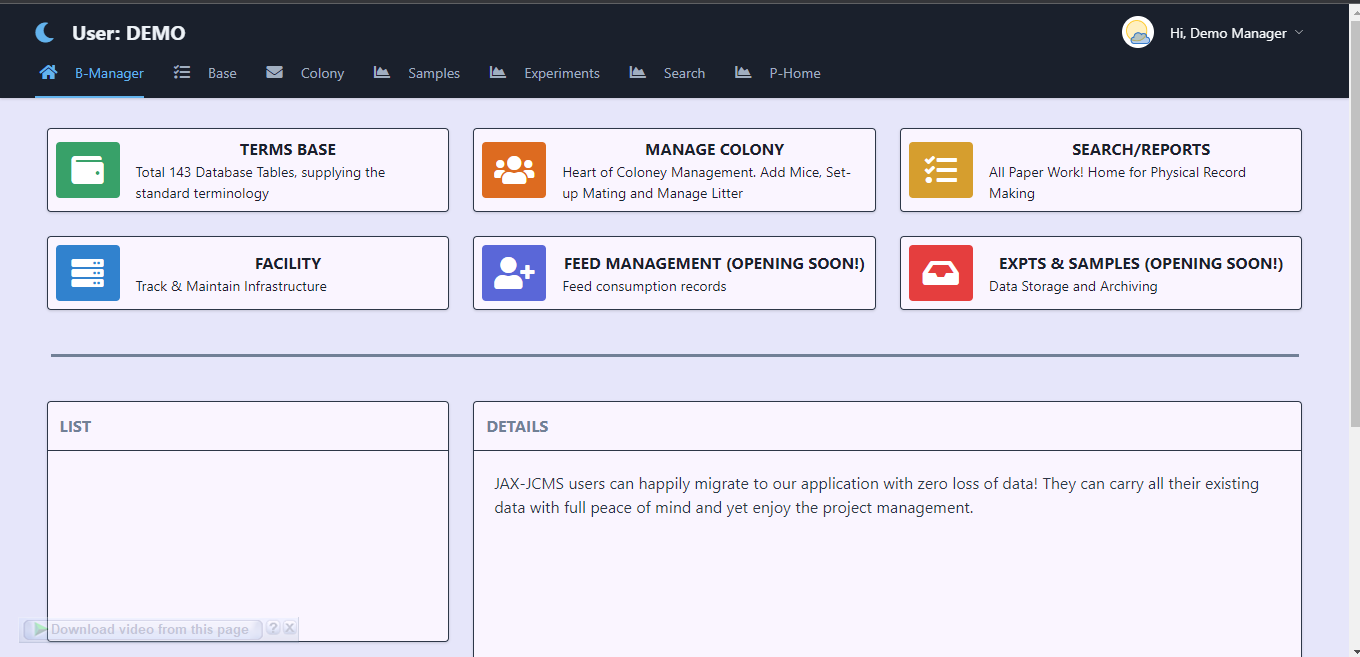 User: DEMO
Hi, Demo Manager
B-Manager
Base
Colony
Samples
Experiments
Search
P-Home
TERMS BASE
Total 143 Database Tables, supplying the
standard terminology
MANAGE COLONY
Heart of Coloney Management. Add Mice, Set-
up Mating and Manage Litter
SEARCH/REPORTS
All Paper Work! Home for Physical Record
Making
FACILITY
Track & Maintain Infrastructure
FEED MANAGEMENT (OPENING SOON!)
Feed consumption records
EXPTS & SAMPLES (OPENING SOON!)
Data Storage and Archiving
LIST
DETAILS
JAX-JCMS users can happily migrate to our application with zero loss of data! They can carry all their existing
data with full peace of mind and yet enjoy the project management.
Download video from this page
? X